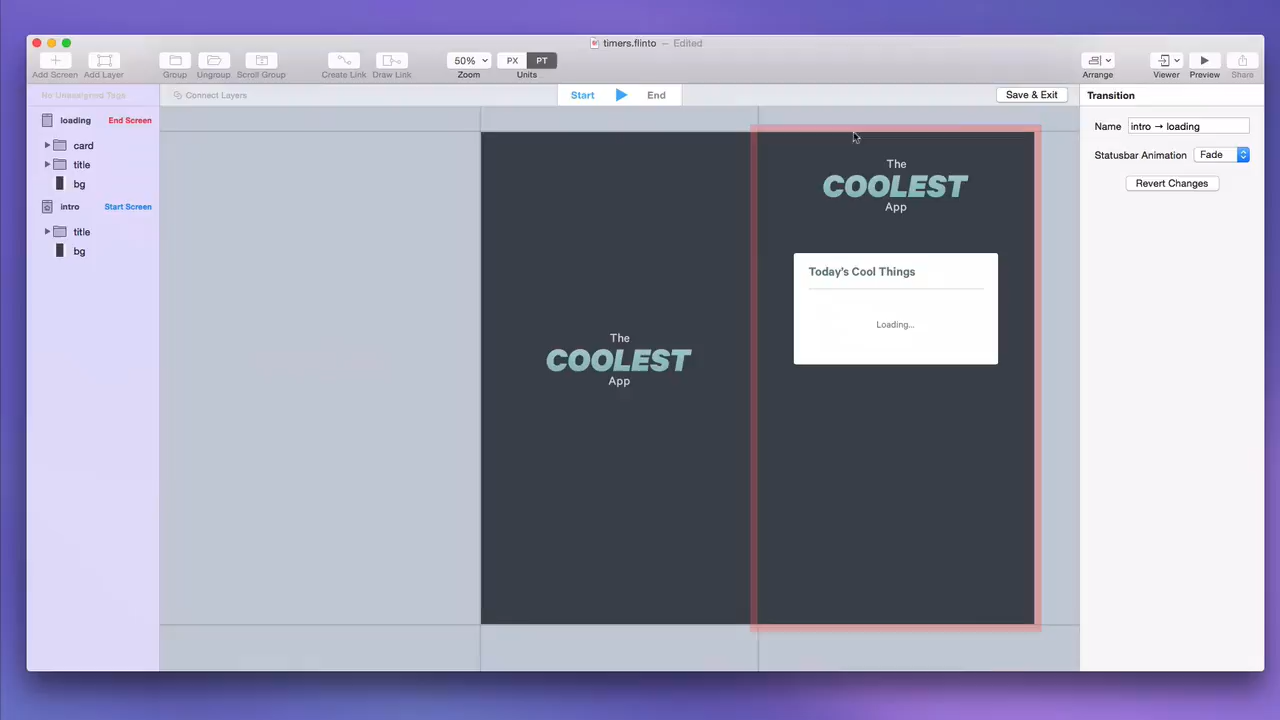 timers.flinto — Edited
Add Screen Add Layer Group Ungroup Scroll Group Create Link Draw Link 50% Zoom PX PT Units Arrange Viewer Preview Share
No Unassigned Tags
Connect Layers
Start End
Save & Exit
Transition
loading End Screen
card
title
bg
intro Start Screen
title
bg
The
COOLEST
App
The
COOLEST
App
Today's Cool Things
Loading...
Name intro → loading
Statusbar Animation Fade
Revert Changes